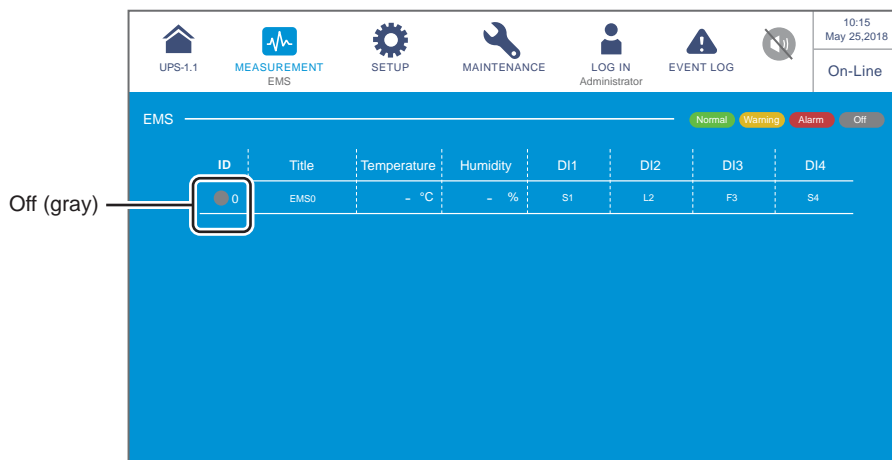 10:15
May 25,2018
UPS-1.1 MEASUREMENT SETUP MAINTENANCE LOG IN EVENT LOG
EMS Administrator
On-Line
EMS Normal Warning Alarm Off
ID Title Temperature Humidity DI1 DI2 DI3 DI4
0 EMS0 - °C - % S1 L2 F3 S4
Off (gray)